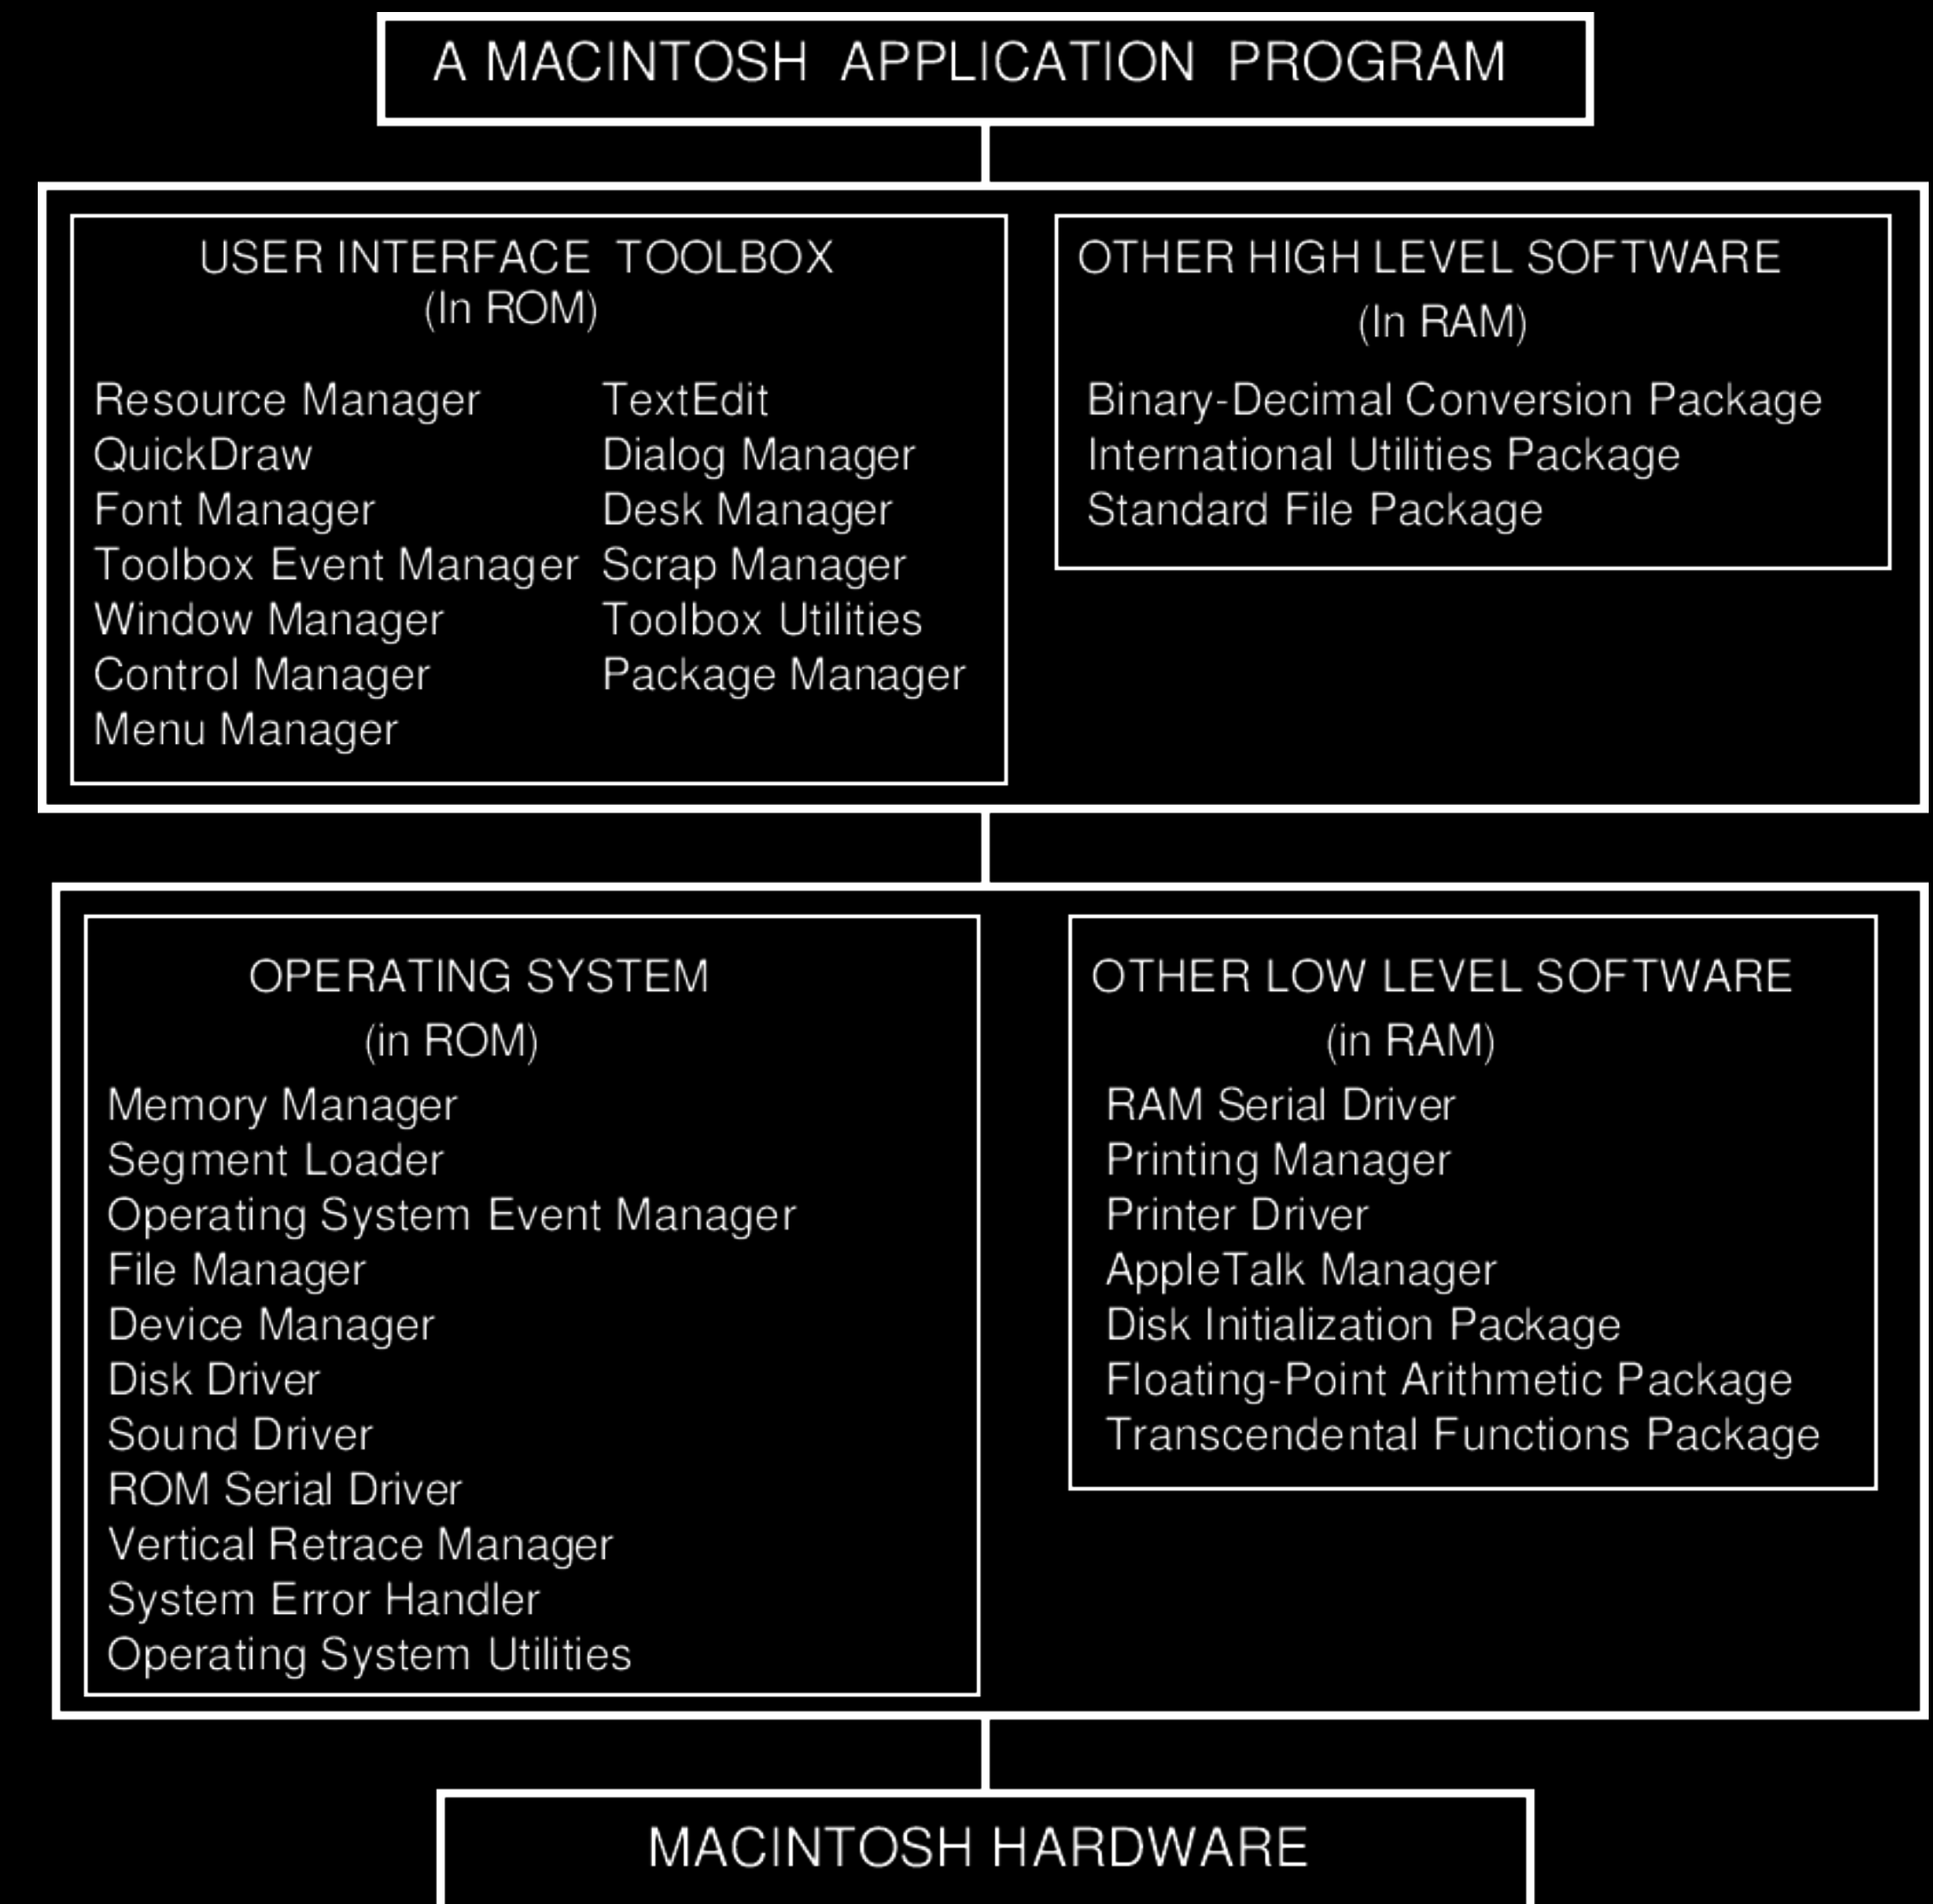 A MACINTOSH APPLICATION PROGRAM
USER INTERFACE TOOLBOX
(In ROM)
Resource Manager
QuickDraw
Font Manager
Toolbox Event Manager
Window Manager
Control Manager
Menu Manager
TextEdit
Dialog Manager
Desk Manager
Scrap Manager
Toolbox Utilities
Package Manager
OTHER HIGH LEVEL SOFTWARE
(In RAM)
Binary-Decimal Conversion Package
International Utilities Package
Standard File Package
OPERATING SYSTEM
(in ROM)
Memory Manager
Segment Loader
Operating System Event Manager
File Manager
Device Manager
Disk Driver
Sound Driver
ROM Serial Driver
Vertical Retrace Manager
System Error Handler
Operating System Utilities
OTHER LOW LEVEL SOFTWARE
(in RAM)
RAM Serial Driver
Printing Manager
Printer Driver
AppleTalk Manager
Disk Initialization Package
Floating-Point Arithmetic Package
Transcendental Functions Package
MACINTOSH HARDWARE